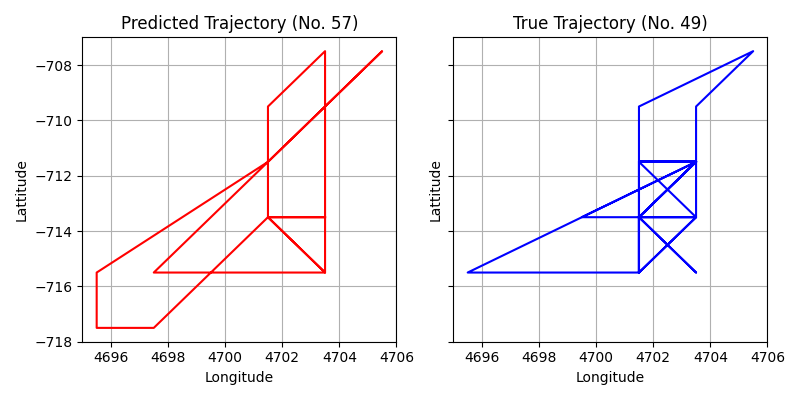 Predicted Trajectory (No. 57)
True Trajectory (No. 49)
−708
−710
−712
−714
−716
−718
Lattitude
Lattitude
4696 4698 4700 4702 4704 4706
4696 4698 4700 4702 4704 4706
Longitude
Longitude